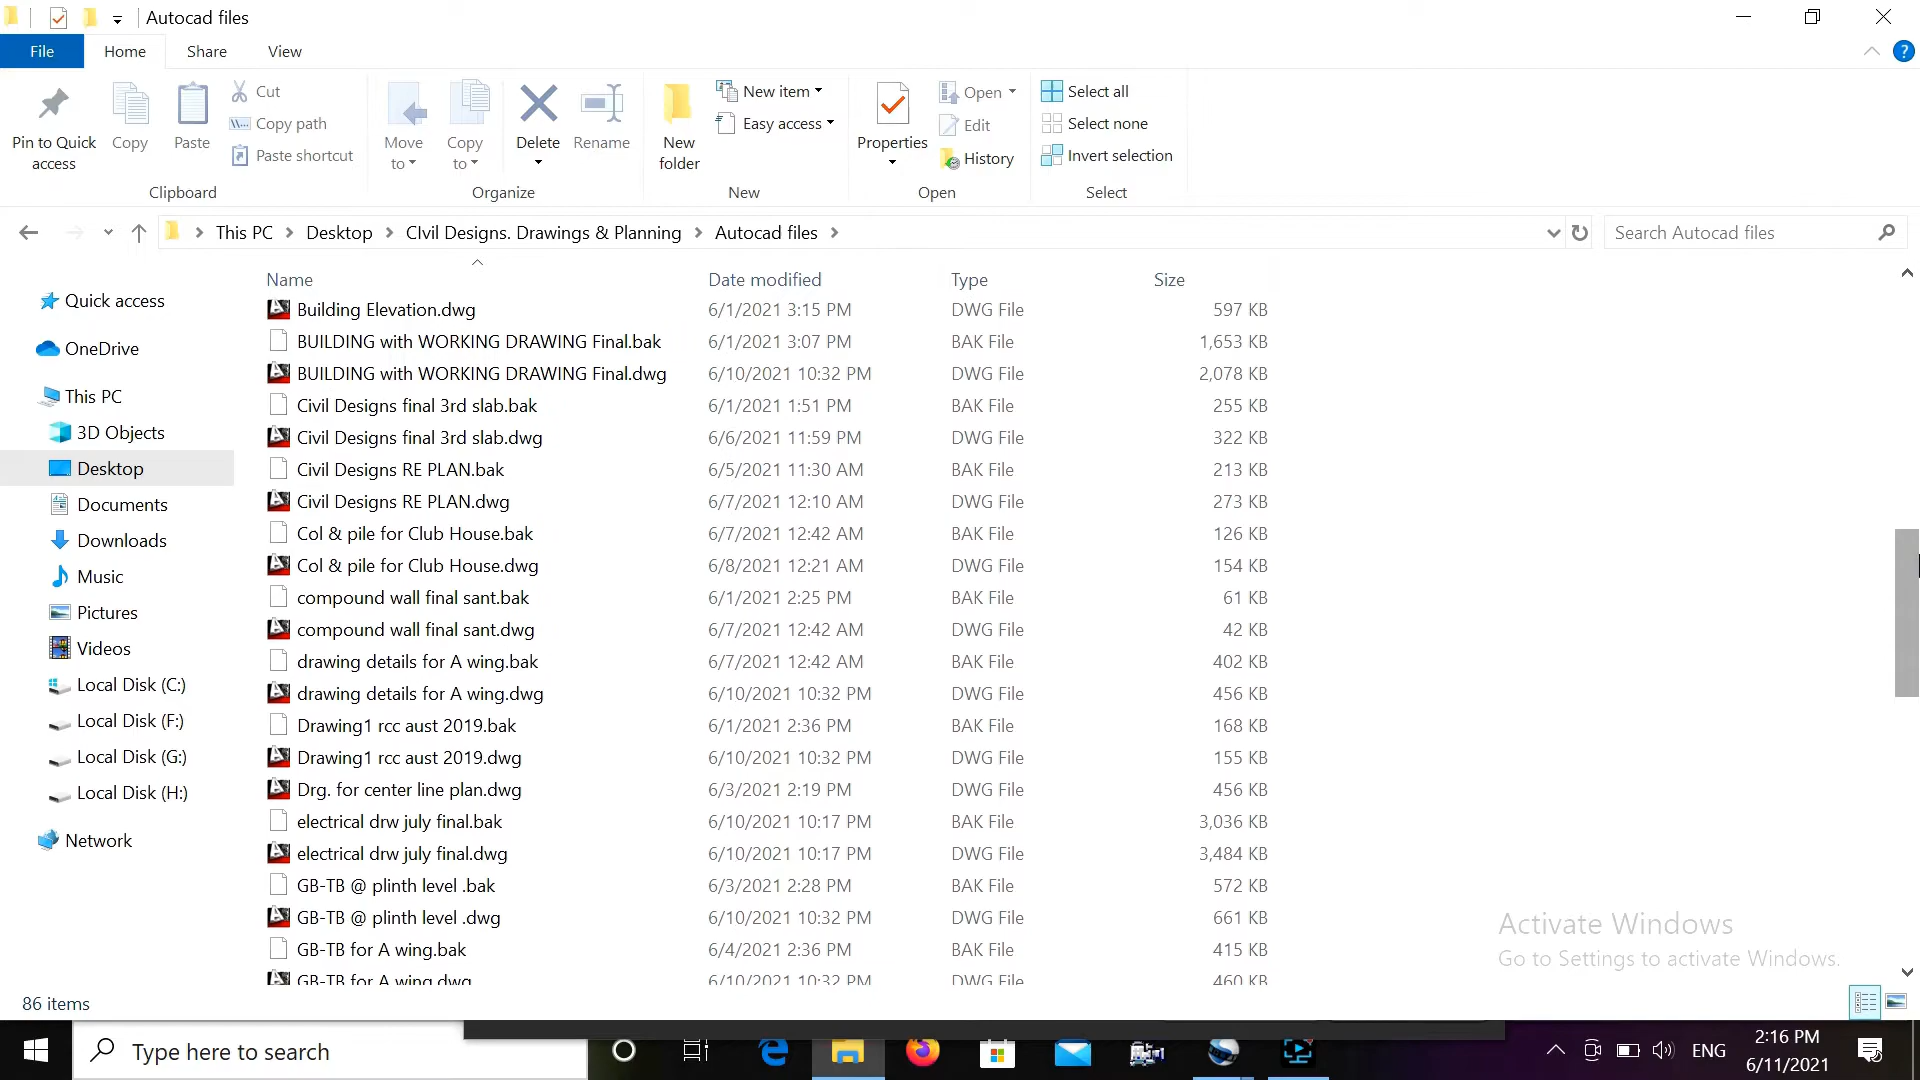 Autocad files
File Home Share View
Pin to Quick access
Copy
Paste
Cut
Copy path
Paste shortcut
Clipboard
Move to
Copy to
Delete
Rename
Organize
New folder
New item
Easy access
New
Properties
Open
Edit
History
Open
Select all
Select none
Invert selection
Select
This PC Desktop CIvil Designs. Drawings & Planning Autocad files
Search Autocad files
Quick access
OneDrive
This PC
3D Objects
Desktop
Documents
Downloads
Music
Pictures
Videos
Local Disk (C:)
Local Disk (F:)
Local Disk (G:)
Local Disk (H:)
Network
Name Date modified Type Size
Building Elevation.dwg 6/1/2021 3:15 PM DWG File 597 KB
BUILDING with WORKING DRAWING Final.bak 6/1/2021 3:07 PM BAK File 1,653 KB
BUILDING with WORKING DRAWING Final.dwg 6/10/2021 10:32 PM DWG File 2,078 KB
Civil Designs final 3rd slab.bak 6/1/2021 1:51 PM BAK File 255 KB
Civil Designs final 3rd slab.dwg 6/6/2021 11:59 PM DWG File 322 KB
Civil Designs RE PLAN.bak 6/5/2021 11:30 AM BAK File 213 KB
Civil Designs RE PLAN.dwg 6/7/2021 12:10 AM DWG File 273 KB
Col & pile for Club House.bak 6/7/2021 12:42 AM BAK File 126 KB
Col & pile for Club House.dwg 6/8/2021 12:21 AM DWG File 154 KB
compound wall final sant.bak 6/1/2021 2:25 PM BAK File 61 KB
compound wall final sant.dwg 6/7/2021 12:42 AM DWG File 42 KB
drawing details for A wing.bak 6/7/2021 12:42 AM BAK File 402 KB
drawing details for A wing.dwg 6/10/2021 10:32 PM DWG File 456 KB
Drawing1 rcc aust 2019.bak 6/1/2021 2:36 PM BAK File 168 KB
Drawing1 rcc aust 2019.dwg 6/10/2021 10:32 PM DWG File 155 KB
Drg. for center line plan.dwg 6/3/2021 2:19 PM DWG File 456 KB
electrical drw july final.bak 6/10/2021 10:17 PM BAK File 3,036 KB
electrical drw july final.dwg 6/10/2021 10:17 PM DWG File 3,484 KB
GB-TB @ plinth level .bak 6/3/2021 2:28 PM BAK File 572 KB
GB-TB @ plinth level .dwg 6/10/2021 10:32 PM DWG File 661 KB
GB-TB for A wing.bak 6/4/2021 2:36 PM BAK File 415 KB
GB-TB for A wing.dwg 6/10/2021 10:32 PM DWG File 460 KB
Activate Windows
Go to Settings to activate Windows.
86 items
Type here to search
ENG
2:16 PM
6/11/2021